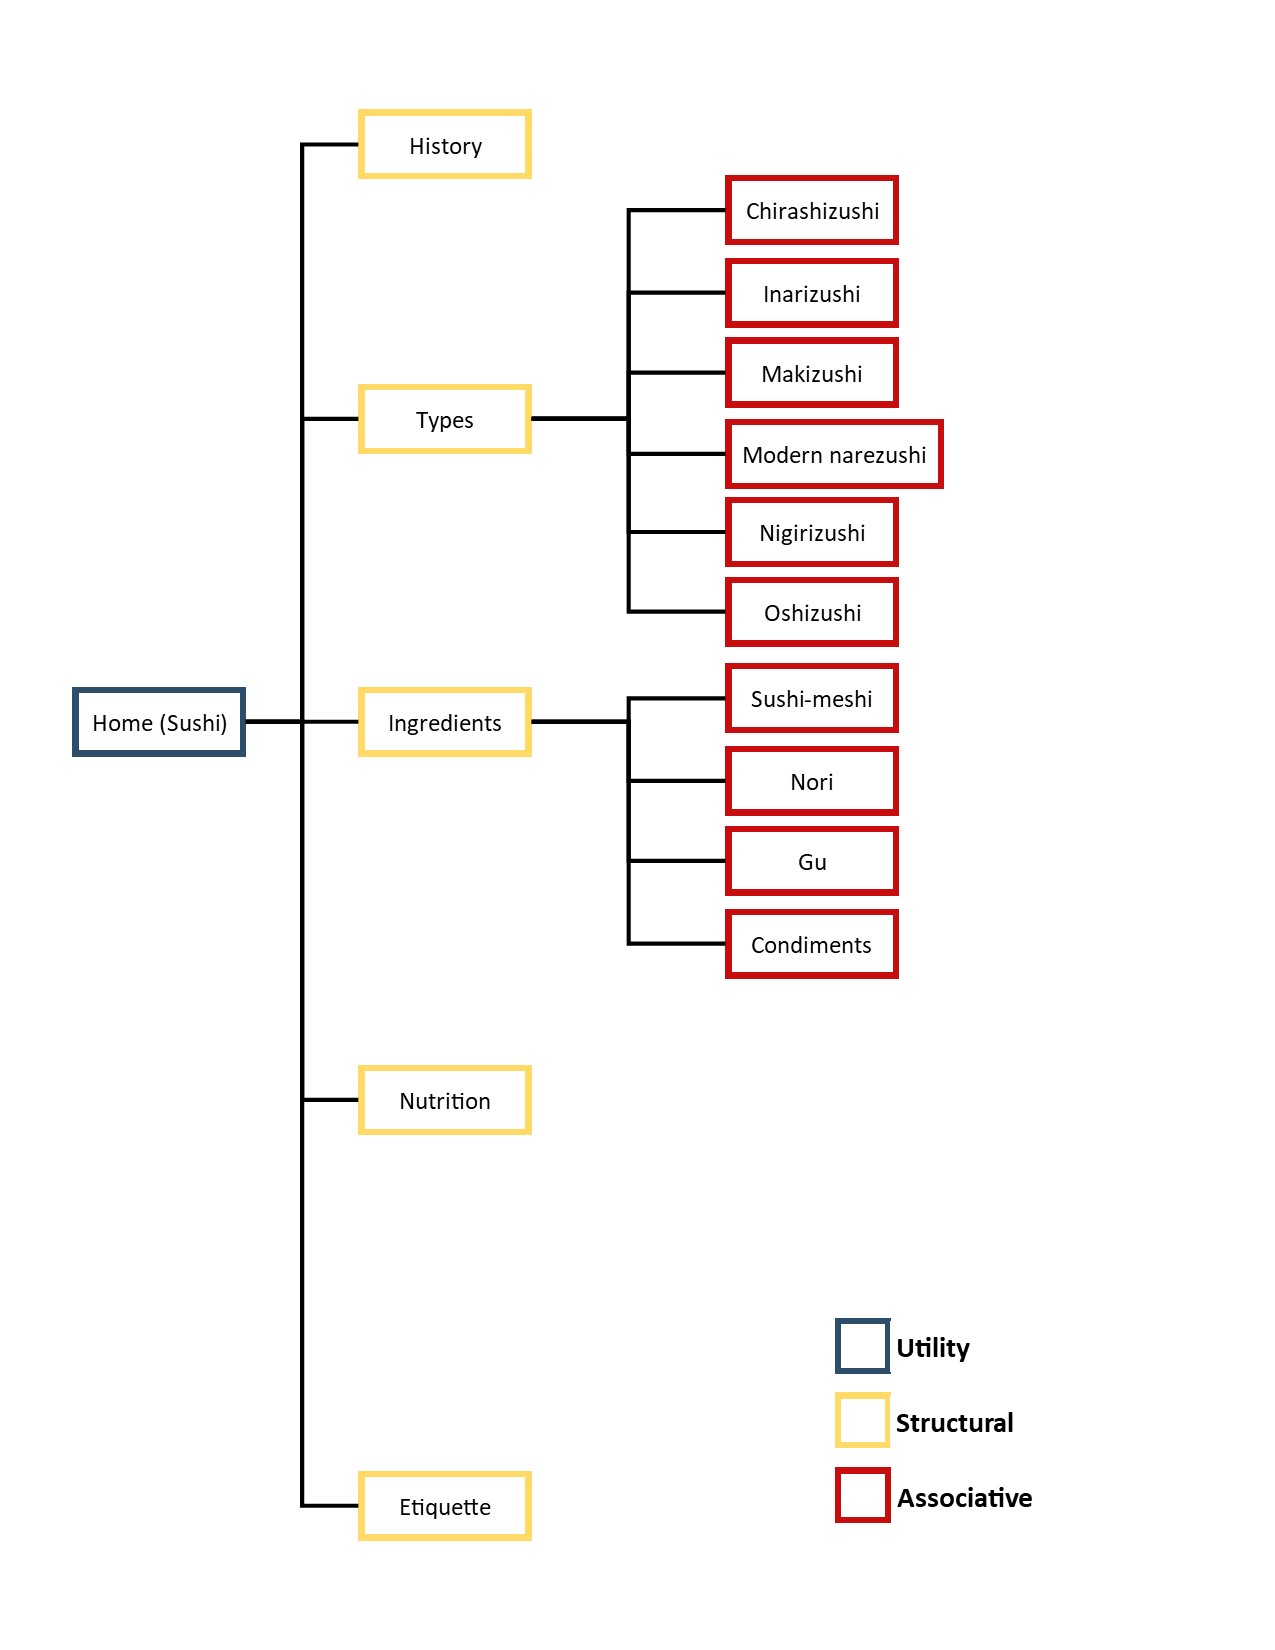 History
Chirashizushi
Inarizushi
Makizushi
Types
Modern narezushi
Nigirizushi
Oshizushi
Sushi-meshi
Home (Sushi)
Ingredients
Nori
Gu
Condiments
Nutrition
Utility
Structural
Associative
Etiquette